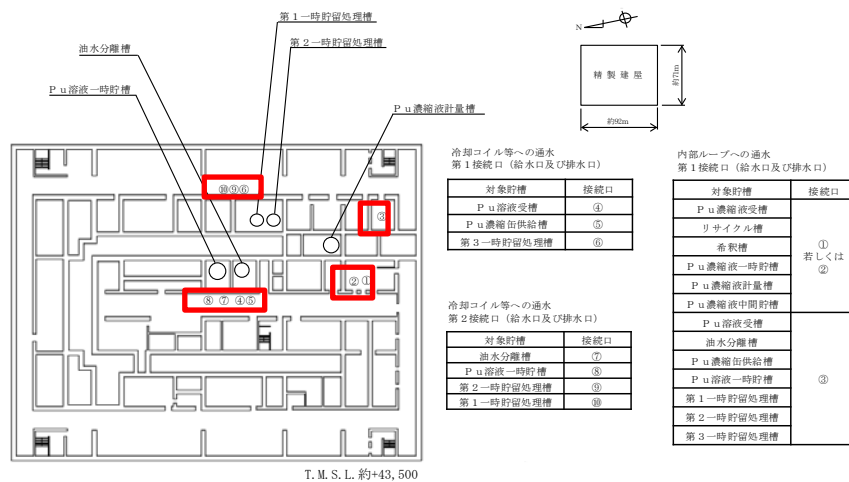 第1一時貯留処理槽
第2一時貯留処理槽
油水分離槽
Pu溶液一時貯槽
Pu濃縮液計量槽
N
精製建屋
約71m
約92m
⑩⑨⑥
③
② ①
⑧ ⑦ ④⑤
T.M.S.L.約+43,500
冷却コイル等への通水
第1接続口（給水口及び排水口）
対象貯槽 接続口
Pu溶液受槽 ④
Pu濃縮缶供給槽 ⑤
第3一時貯留処理槽 ⑥
冷却コイル等への通水
第2接続口（給水口及び排水口）
対象貯槽 接続口
油水分離槽 ⑦
Pu溶液一時貯槽 ⑧
第2一時貯留処理槽 ⑨
第1一時貯留処理槽 ⑩
内部ループへの通水
第1接続口（給水口及び排水口）
対象貯槽 接続口
Pu濃縮液受槽
リサイクル槽
希釈槽
Pu濃縮液一時貯槽
Pu濃縮液計量槽
Pu濃縮液中間貯槽
①
若しくは
②
Pu溶液受槽
油水分離槽
Pu濃縮缶供給槽
Pu溶液一時貯槽
第1一時貯留処理槽
第2一時貯留処理槽
第3一時貯留処理槽
③